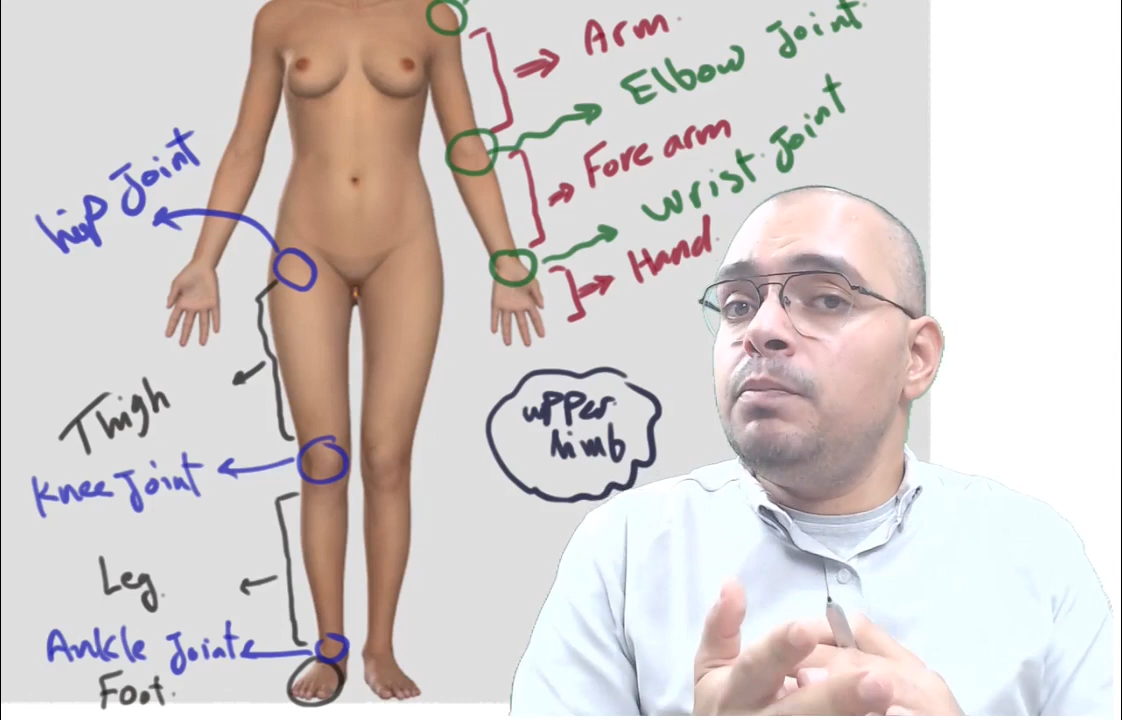 Arm.
Elbow Joint
Fore arm
Wrist Joint
Hand
hip Joint
upper
limb
Thigh
Knee Joint
Leg
Ankle Joint
Foot.